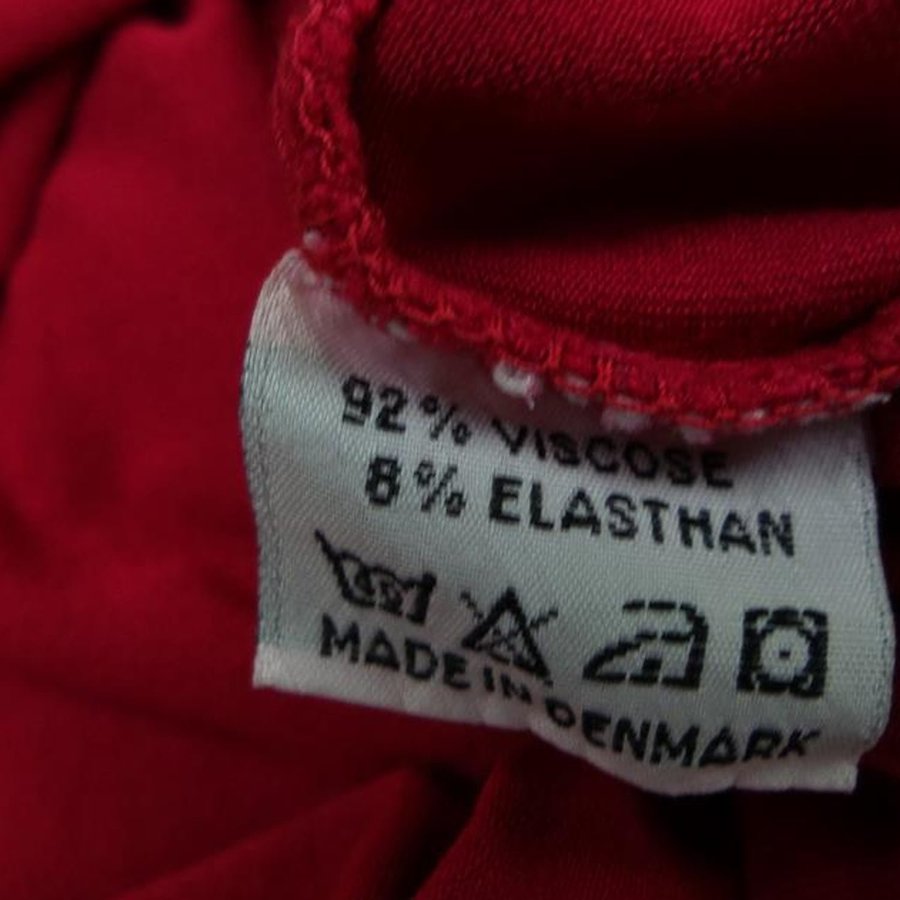 92% VISCOSE
8% ELASTHAN
MADE IN DENMARK